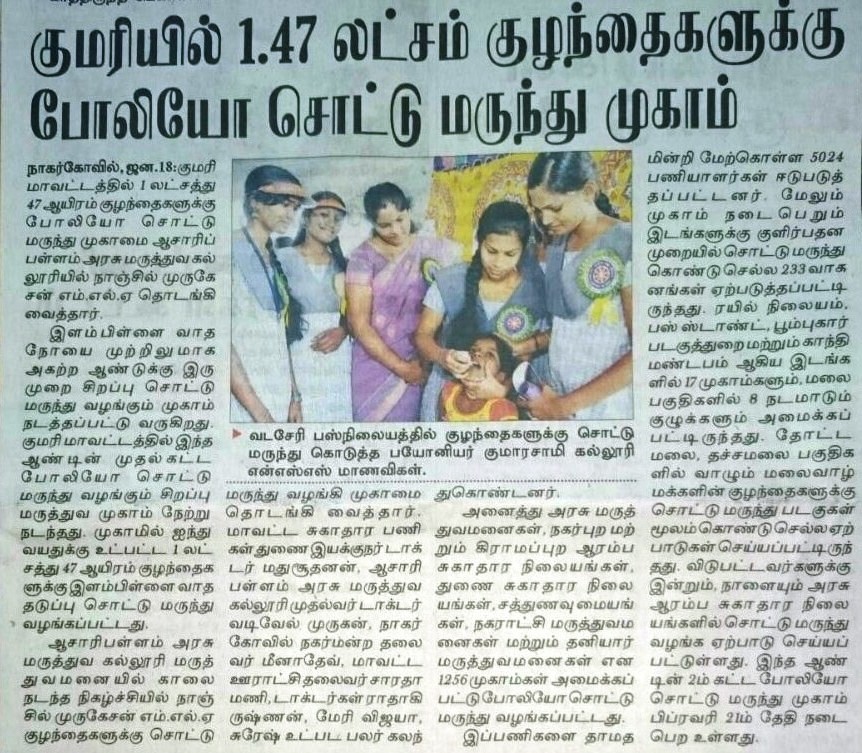 குமரியில் 1.47 லட்சம் குழந்தைகளுக்கு
போலியோ சொட்டு மருந்து முகாம்
நாகர்கோவில், ஜன.18: குமரி
மாவட்டத்தில் 1 லட்சத்து
47 ஆயிரம் குழந்தைகளுக்கு
போலியோ சொட்டு
மருந்து முகாமை ஆசாரிப்
பள்ளம் அரசு மருத்துவ கல்
லூரியில் நாஞ்சில் முருகே
சன் எம்.எல்.ஏ தொடங்கி
வைத்தார்.
இளம்பிள்ளை வாத
நோயை முற்றிலுமாக
அகற்ற ஆண்டுக்கு இரு
முறை சிறப்பு சொட்டு
மருந்து வழங்கும் முகாம்
நடத்தப்பட்டு வருகிறது.
குமரி மாவட்டத்தில் இந்த
ஆண்டின் முதல் கட்ட
போலியோ சொட்டு
மருந்து வழங்கும் சிறப்பு
மருத்துவ முகாம் நேற்று
நடந்தது. முகாமில் ஐந்து
வயதுக்கு உட்பட்ட 1 லட்
சத்து 47 ஆயிரம் குழந்தைக
ளுக்கு இளம்பிள்ளை வாத
தடுப்பு சொட்டு மருந்து
வழங்கப்பட்டது.
ஆசாரிபள்ளம் அரசு
மருத்துவ கல்லூரி மருத்
துவமனையில் காலை
நடந்த நிகழ்ச்சியில் நாஞ்
சில் முருகேசன் எம்.எல்.ஏ
குழந்தைகளுக்கு சொட்டு
▶ வடசேரி பஸ்நிலையத்தில் குழந்தைகளுக்கு சொட்டு
மருந்து கொடுத்த பயோனியர் குமாரசாமி கல்லூரி
என்எஸ்எஸ் மாணவிகள்.
மருந்து வழங்கி முகாமை
தொடங்கி வைத்தார்.
மாவட்ட சுகாதார பணி
கள் துணை இயக்குநர் டாக்
டர் மதுசூதனன், ஆசாரி
பள்ளம் அரசு மருத்துவ
கல்லூரி முதல்வர் டாக்டர்
வடிவேல் முருகன், நாகர்
கோவில் நகர்மன்ற தலை
வர் மீனாதேவ், மாவட்ட
ஊராட்சி தலைவர் சாரதா
மணி, டாக்டர்கள் ராதாகி
ருஷ்ணன், மேரி விஜயா,
சுரேஷ் உட்பட பலர் கலந்
துகொண்டனர்.
அனைத்து அரசு மருத்
துவமனைகள், நகர்புற மற்
றும் கிராமப்புற ஆரம்ப
சுகாதார நிலையங்கள்,
துணை சுகாதார நிலை
யங்கள், சத்துணவு மையங்
கள், நகராட்சி மருத்துவம
னைகள் மற்றும் தனியார்
மருத்துவமனைகள் என
1256 முகாம்கள் அமைக்கப்
பட்டு போலியோ சொட்டு
மருந்து வழங்கப்பட்டது.
இப்பணிகளை தாமத
மின்றி மேற்கொள்ள 5024
பணியாளர்கள் ஈடுபடுத்
தப்பட்டனர். மேலும்
முகாம் நடைபெறும்
இடங்களுக்கு குளிர்பதன
முறையில் சொட்டு மருந்து
கொண்டு செல்ல 233 வாக
னங்கள் ஏற்படுத்தப்பட்டி
ருந்தது. ரயில் நிலையம்,
பஸ் ஸ்டாண்ட், பூம்புகார்
படகுத்துறை மற்றும் காந்தி
மண்டபம் ஆகிய இடங்க
ளில் 17 முகாம்களும், மலை
பகுதிகளில் 8 நடமாடும்
குழுக்களும் அமைக்கப்
பட்டிருந்தது. தோட்ட
மலை, தச்சமலை பகுதிக
ளில் வாழும் மலைவாழ்
மக்களின் குழந்தைகளுக்கு
சொட்டு மருந்து படகுகள்
மூலம் கொண்டு செல்ல ஏற்
பாடுகள் செய்யப்பட்டிருந்
தது. விடுபட்டவர்களுக்கு
இன்றும், நாளையும் அரசு
ஆரம்ப சுகாதார நிலை
யங்களில் சொட்டு மருந்து
வழங்க ஏற்பாடு செய்யப்
பட்டுள்ளது. இந்த ஆண்
டின் 2ம் கட்ட போலியோ
சொட்டு மருந்து முகாம்
பிப்ரவரி 21ம் தேதி நடை
பெற உள்ளது.